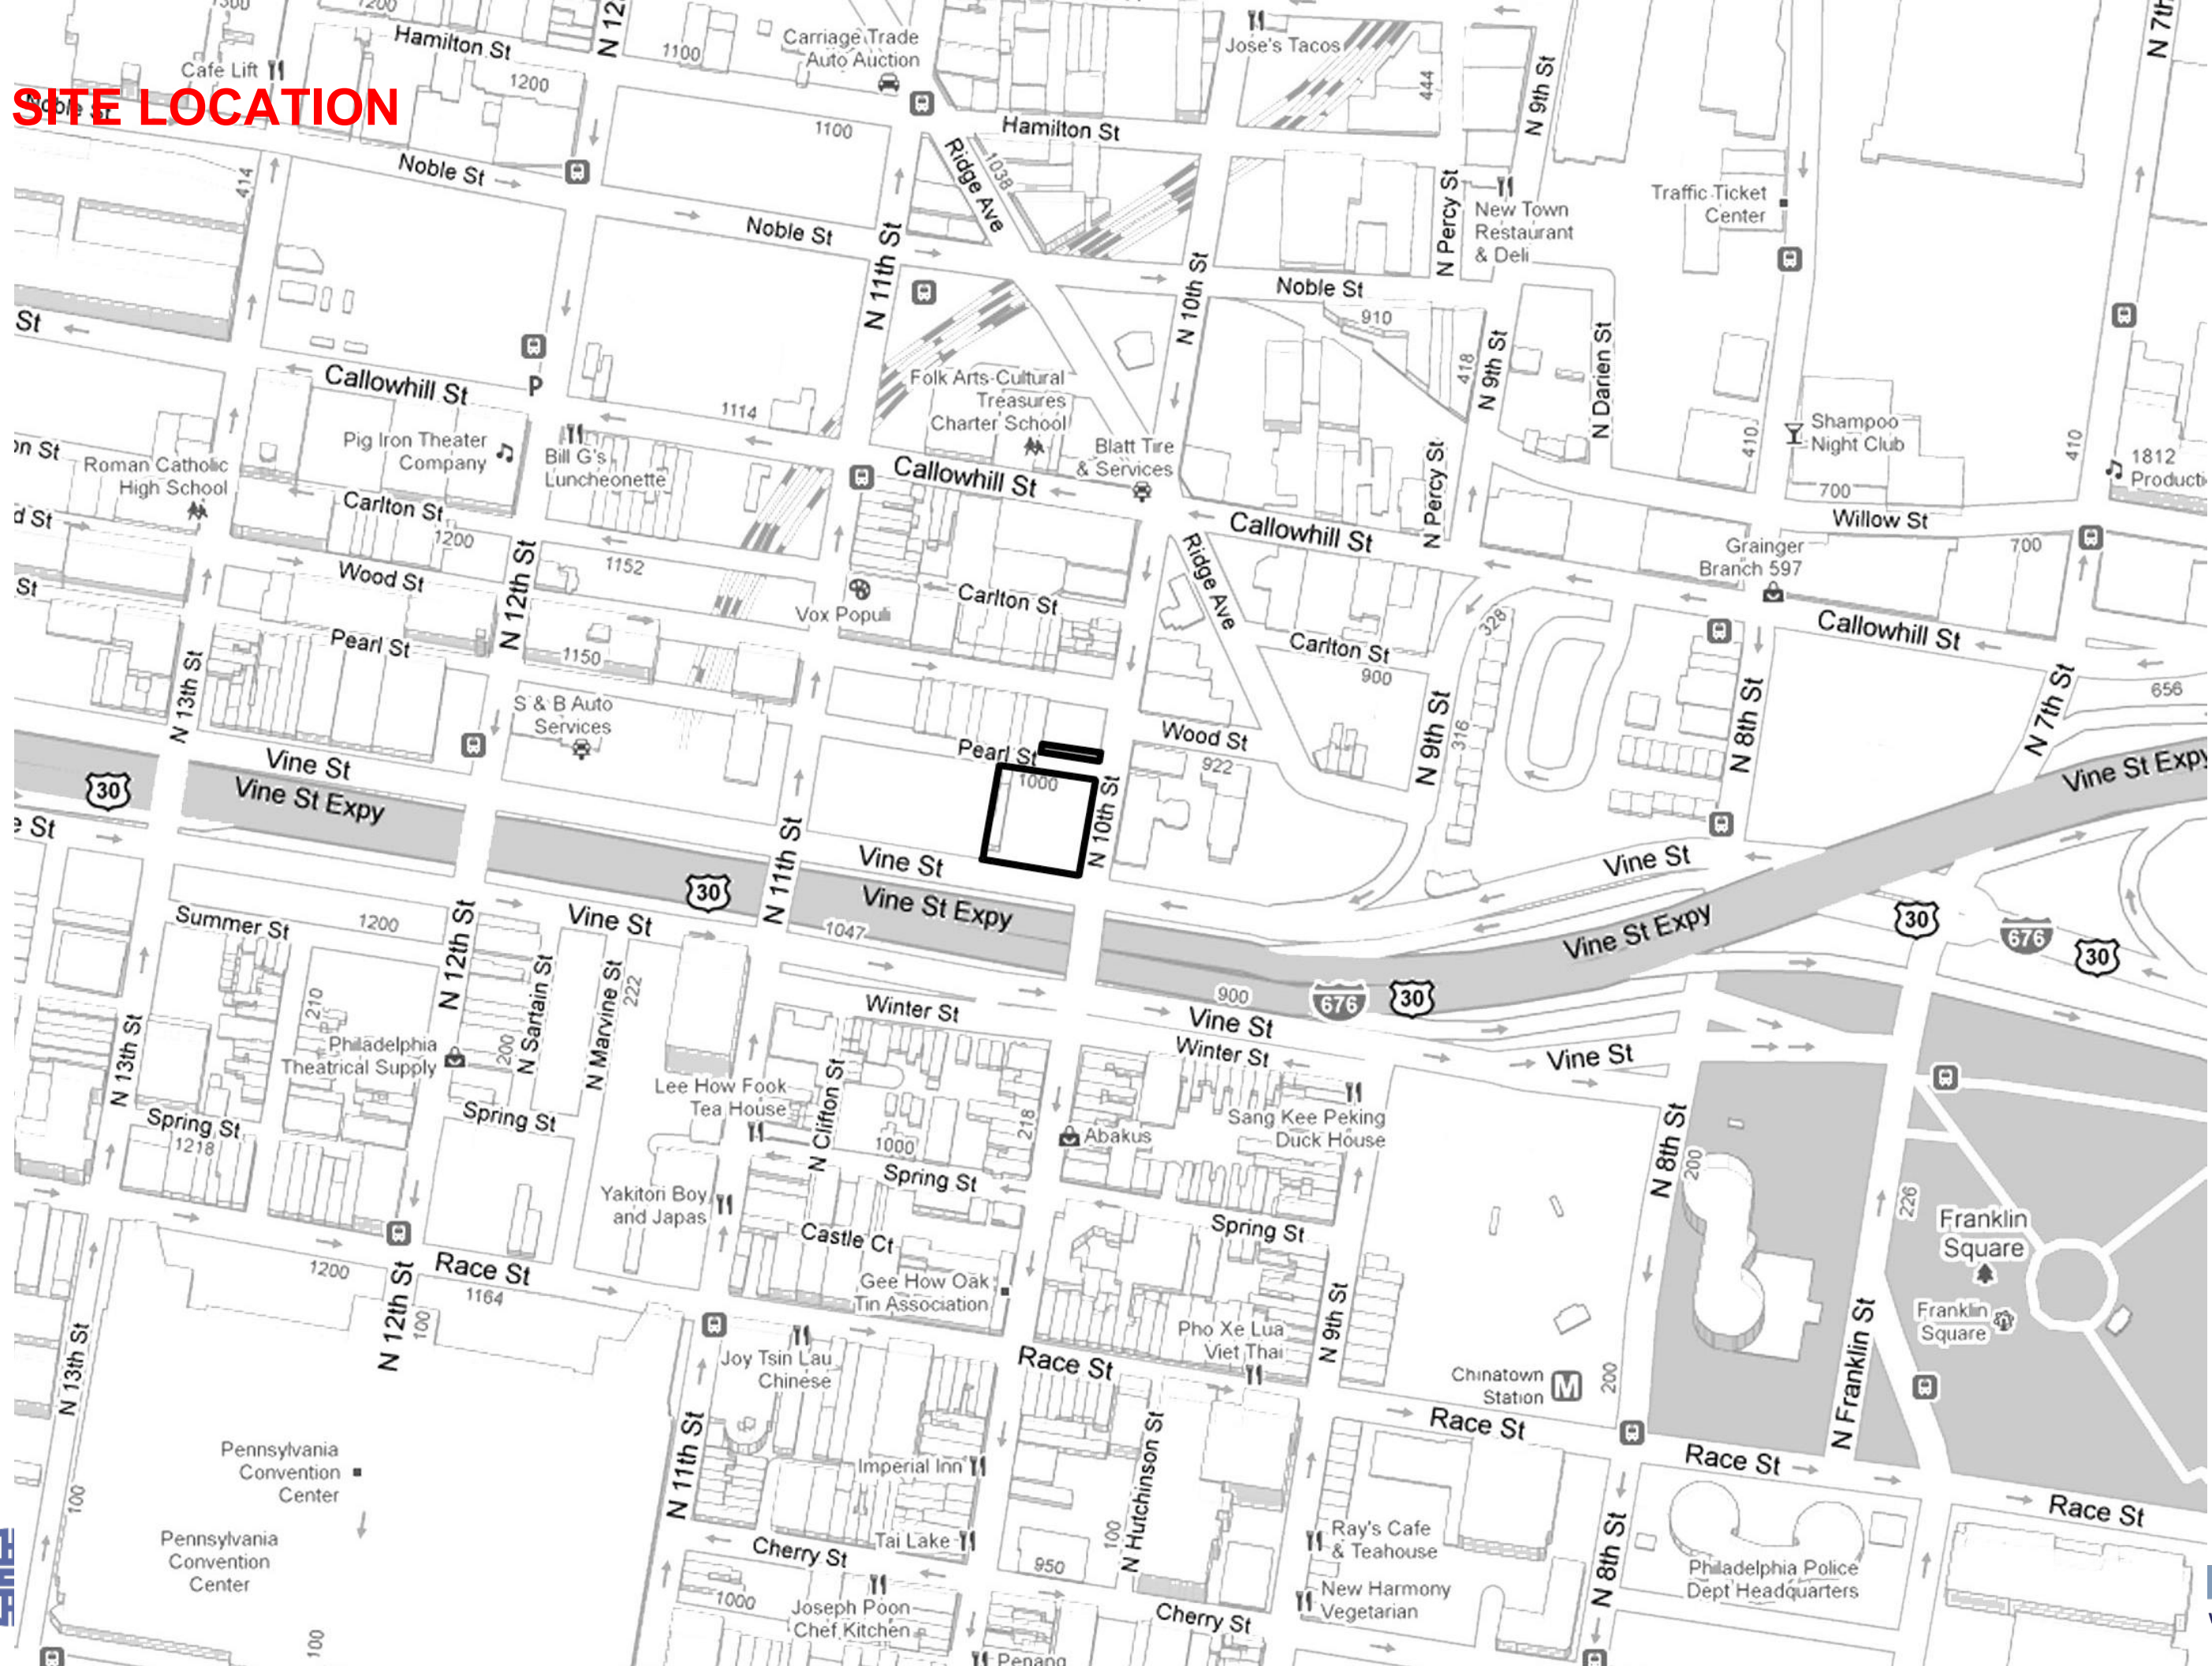 1300
1200
N 12
Hamilton St
1200
1100
Carriage Trade
Auto Auction
Jose's Tacos
444
N 9th St
N 7th
Cafe Lift
SITE LOCATION
Noble St
1100
Hamilton St
Noble St
414
Ridge Ave
1038
N Percy St
New Town
Restaurant
& Deli
Traffic Ticket
Center
Noble St
N 11th St
N 10th St
Noble St
910
418
N 9th St
N Darien St
St
Callowhill St
P
1114
Folk Arts-Cultural
Treasures
Charter School
Blatt Tire
& Services
N Percy St
410
Shampoo
Night Club
410
1812
Producti
on St
Roman Catholic
High School
Pig Iron Theater
Company
Bill G's
Luncheonette
Callowhill St
700
Willow St
700
d St
Carlton St
1200
Callowhill St
Grainger
Branch 597
Wood St
N 12th St
1152
Vox Populi
Carlton St
Ridge Ave
328
Callowhill St
St
Pearl St
1150
Carlton St
900
656
N 13th St
S & B Auto
Services
Pearl St
1000
Wood St
922
N 9th St
316
N 8th St
N 7th St
Vine St
Vine St Expy
30
Vine St Expy
e St
N 11th St
Vine St
N 10th St
Vine St
30
Vine St Expy
Vine St Expy
30
676
30
Summer St
1200
N 12th St
Vine St
1047
N Sartain St
N Marvine St
222
210
Winter St
900
676
30
Vine St
Winter St
Vine St
N 13th St
Philadelphia
Theatrical Supply
200
Lee How Fook
Tea House
N Clifton St
218
Sang Kee Peking
Duck House
Abakus
Spring St
1218
Spring St
1000
Spring St
N 8th St
200
226
Franklin
Square
Franklin
Square
Yakitori Boy
and Japas
Castle Ct
Spring St
Race St
1200
1164
N 12th St
100
Gee How Oak
Tin Association
Pho Xe Lua
Viet Thai
N 9th St
N Franklin St
N 13th St
Joy Tsin Lau
Chinese
Race St
Chinatown
Station
M
200
Race St
Race St
Race St
N 11th St
N Hutchinson St
100
Pennsylvania
Convention
Center
100
Imperial Inn
Tai Lake
Cherry St
950
Ray's Cafe
& Teahouse
N 8th St
Pennsylvania
Convention
Center
Philadelphia Police
Dept Headquarters
1000
Joseph Poon
Chef Kitchen
Cherry St
New Harmony
Vegetarian
100
Penang